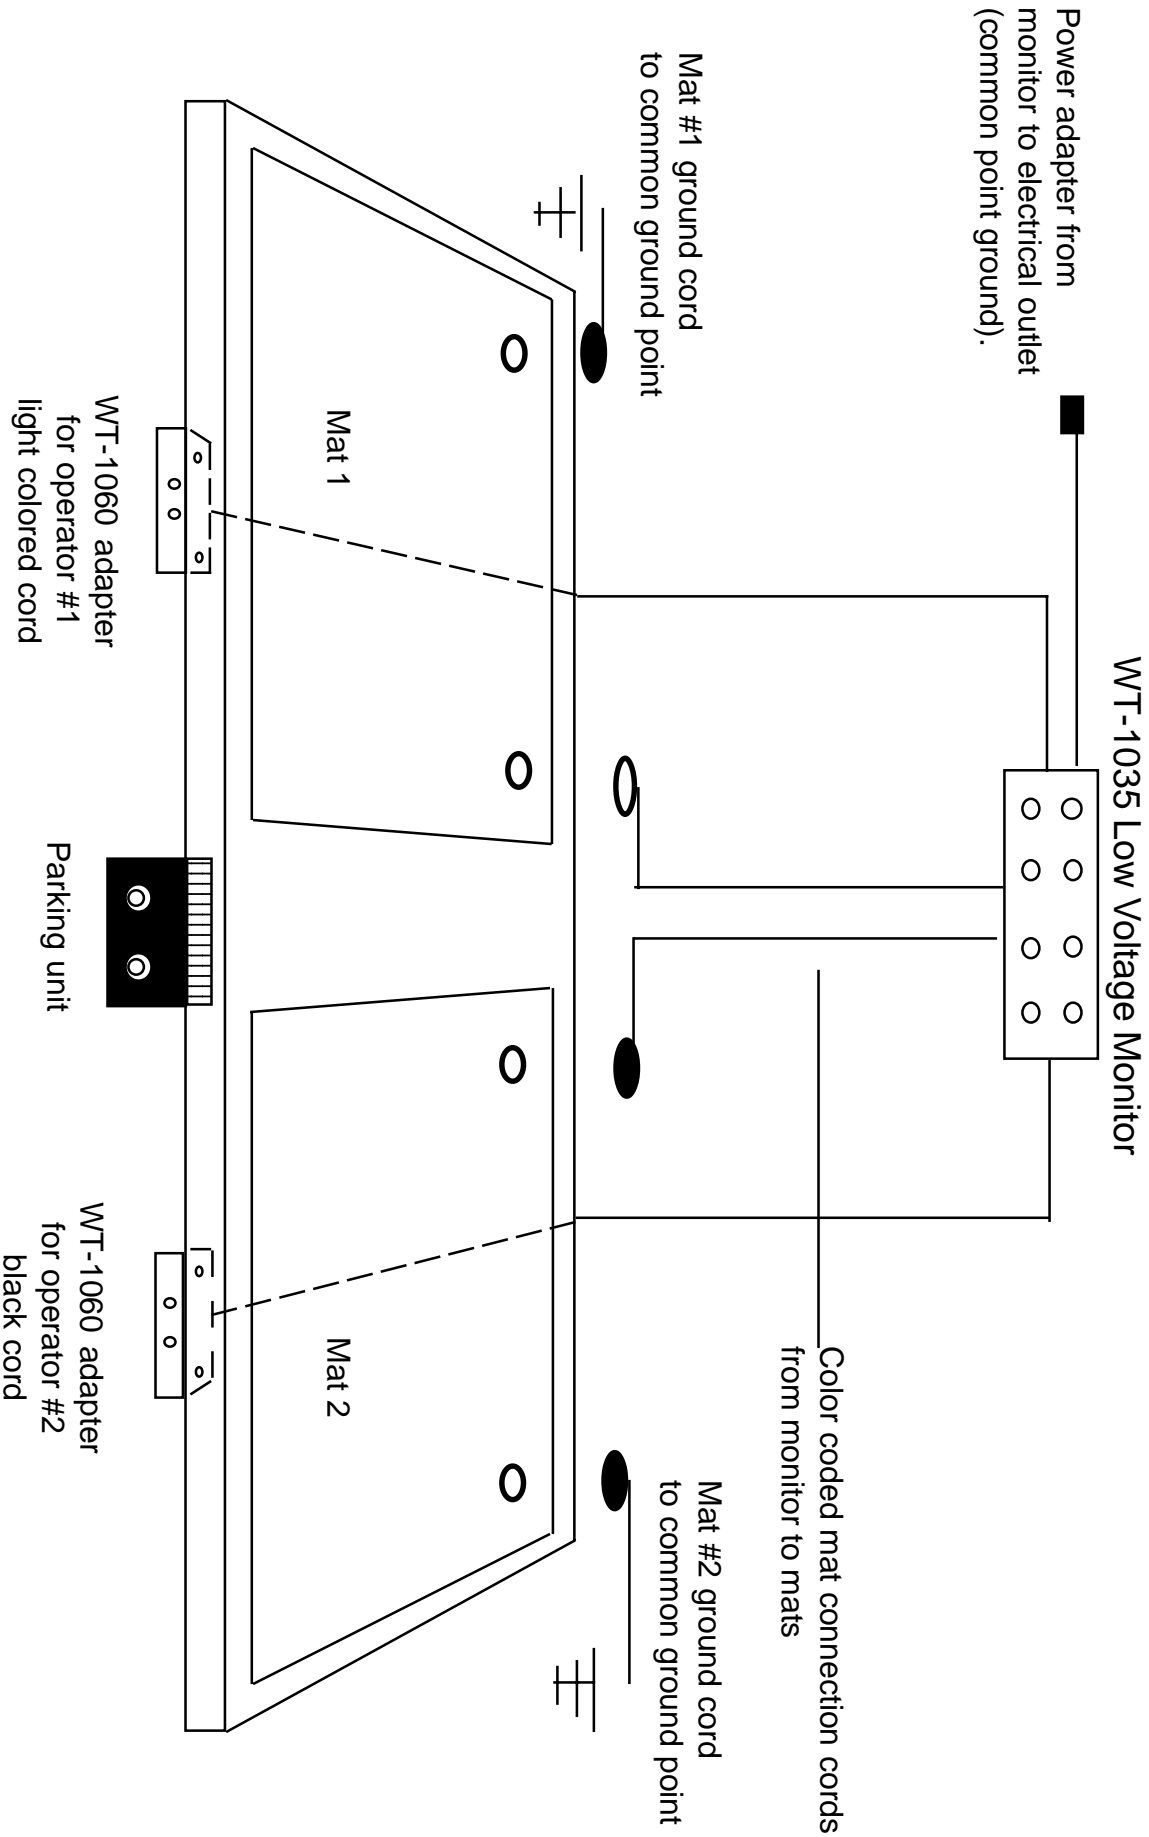 WT-1035 Low Voltage Monitor
Power adapter from
monitor to electrical outlet
(common point ground).
Color coded mat connection cords
from monitor to mats
Mat #1 ground cord
to common ground point
Mat #2 ground cord
to common ground point
Mat 1
Mat 2
WT-1060 adapter
for operator #1
light colored cord
Parking unit
WT-1060 adapter
for operator #2
black cord